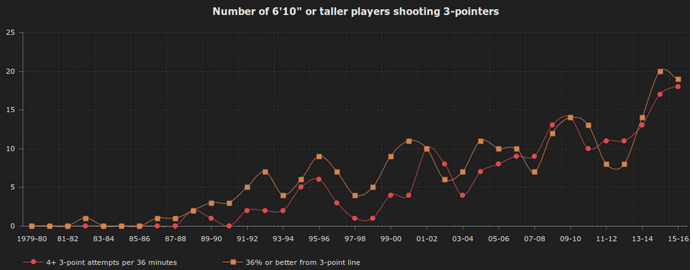 Number of 6'10" or taller players shooting 3-pointers
25
20
15
10
5
0
1979-80 81-82 83-84 85-86 87-88 89-90 91-92 93-94 95-96 97-98 99-00 01-02 03-04 05-06 07-08 09-10 11-12 13-14 15-16
4+ 3-point attempts per 36 minutes 36% or better from 3-point line